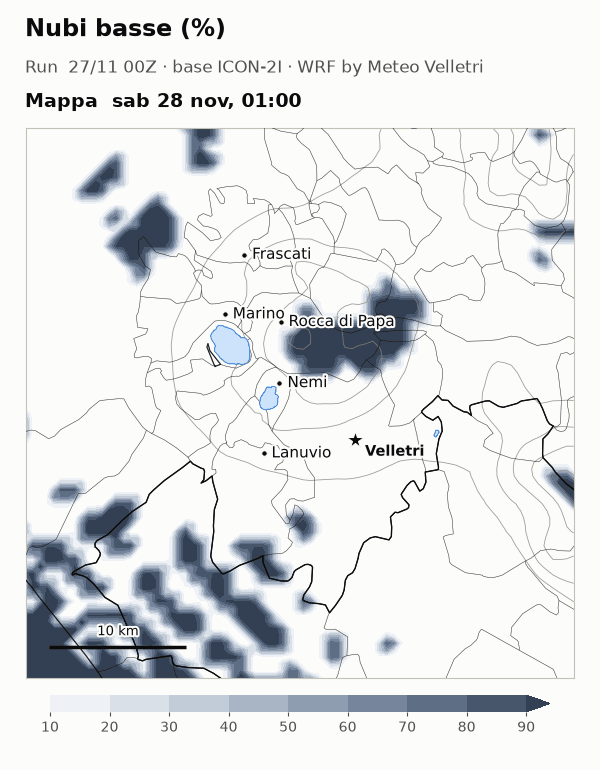 Nubi basse (%)
Run  27/11 00Z · base ICON-2I · WRF by Meteo Velletri
Mappa  sab 28 nov, 01:00
Frascati
Marino
Rocca di Papa
Nemi
Velletri
Lanuvio
10 km
10 20 30 40 50 60 70 80 90